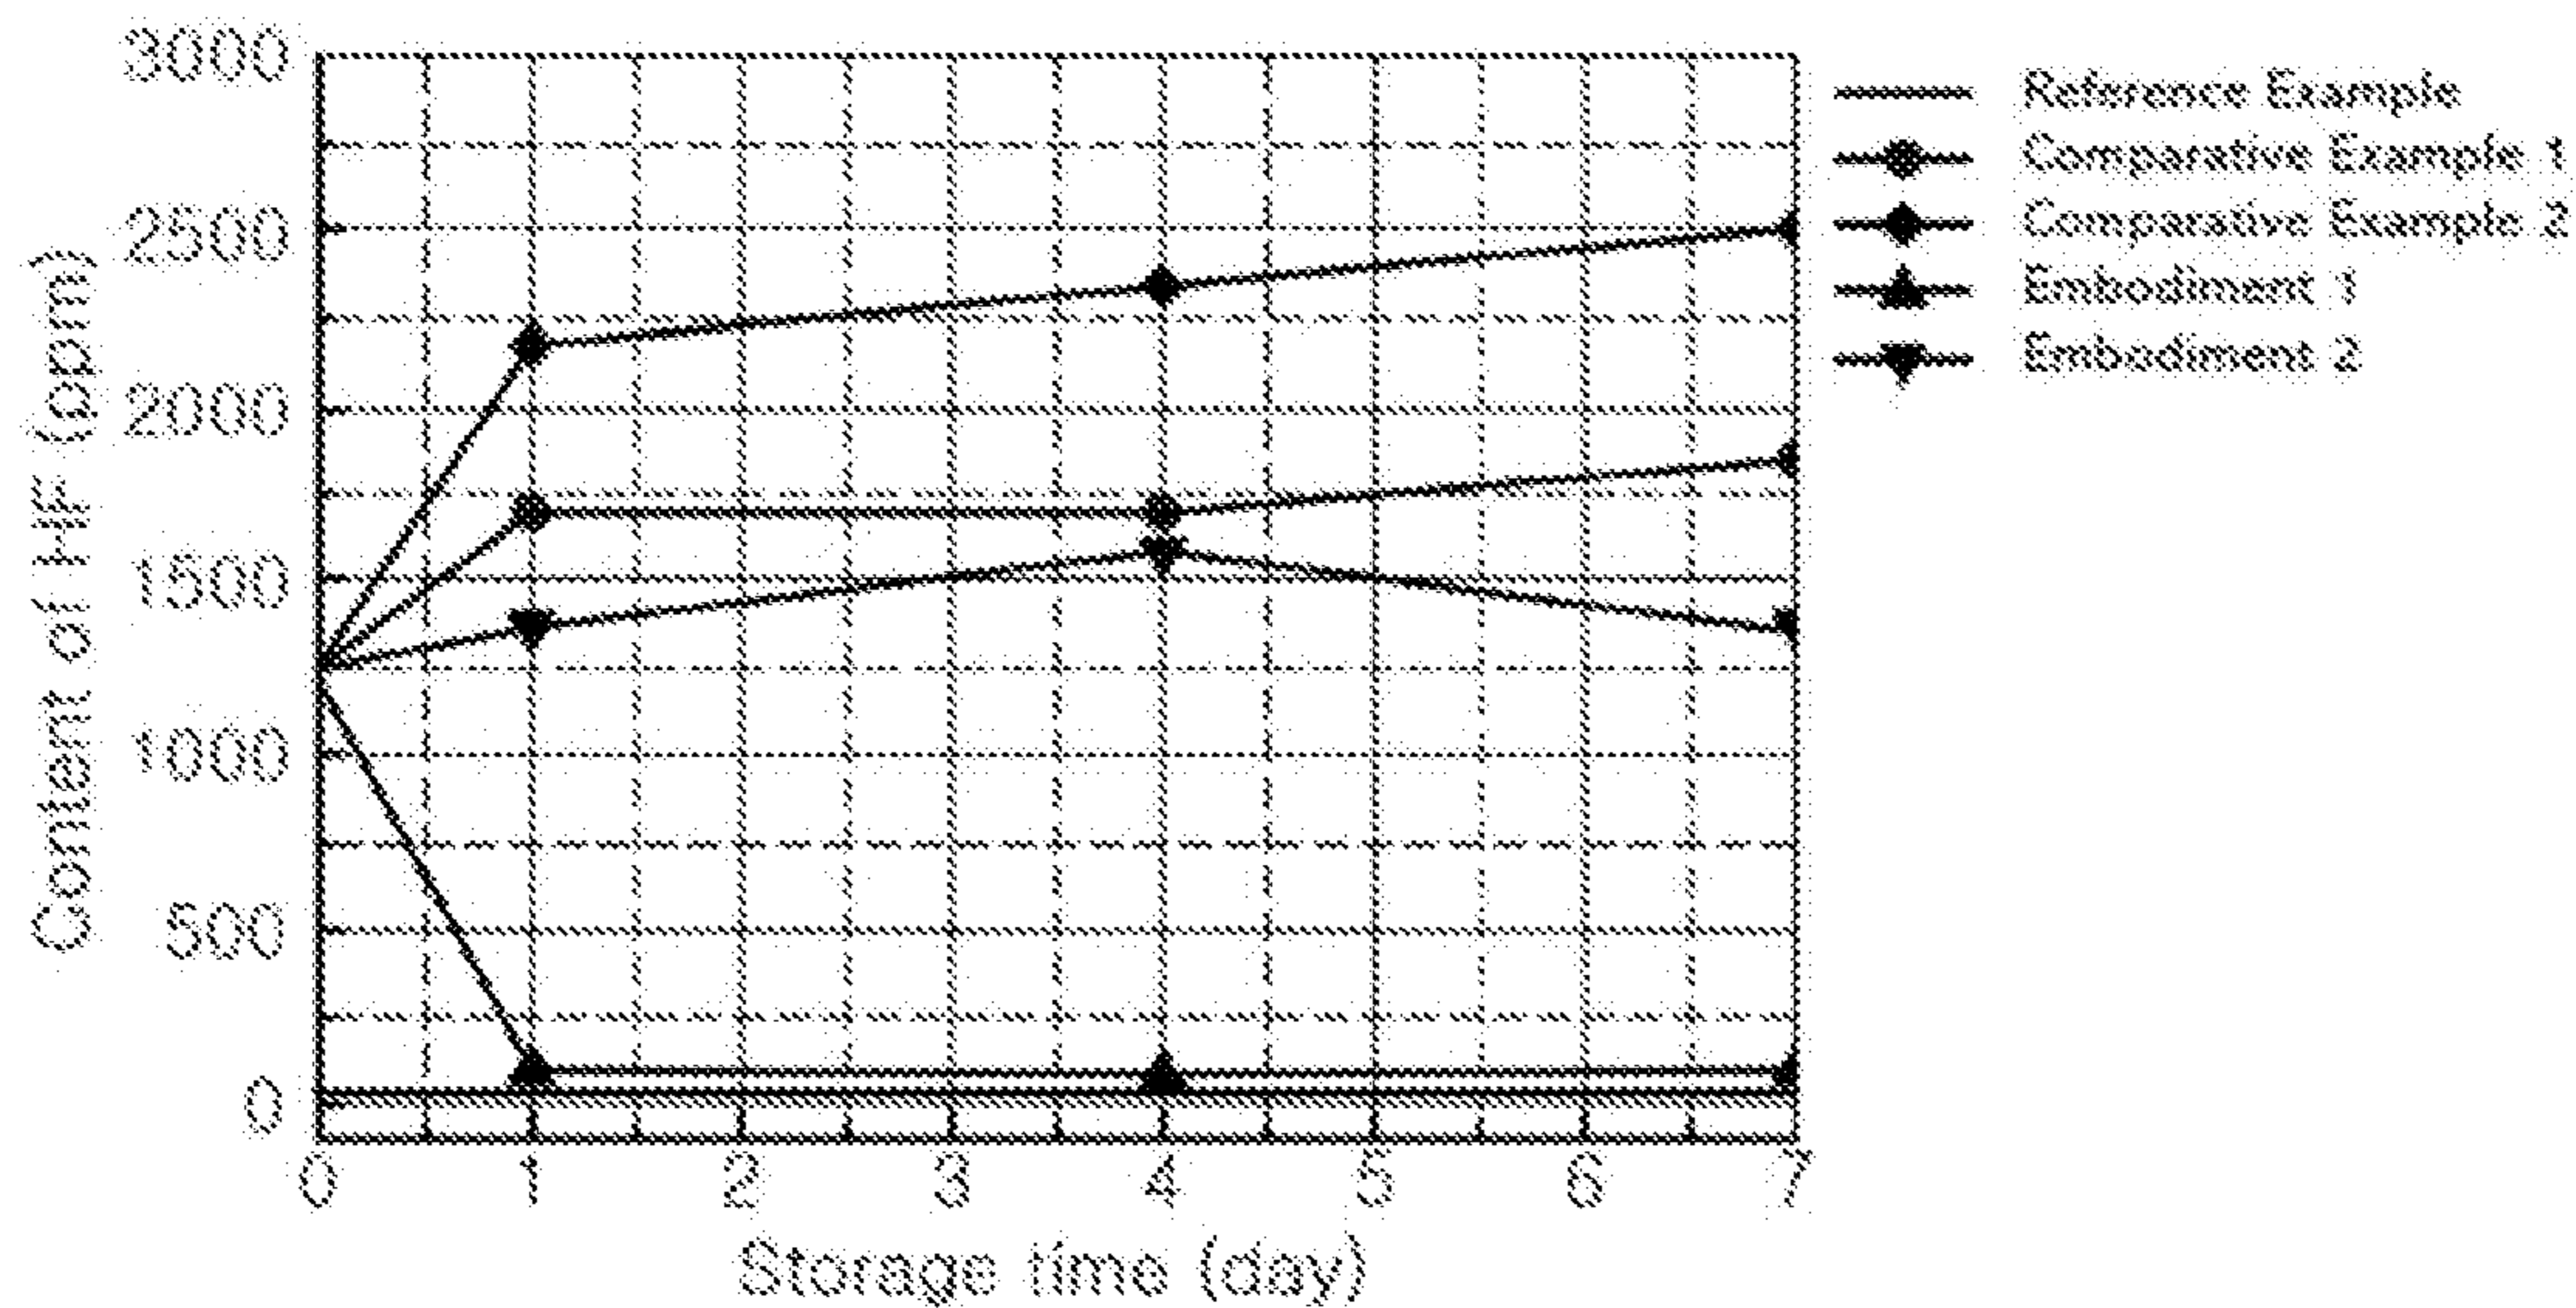 Content of HF (ppm)
3000
2500
2000
1500
1000
500
0
0 1 2 3 4 5 6 7
Storage time (day)
Reference Example
Comparative Example 1
Comparative Example 2
Embodiment 1
Embodiment 2